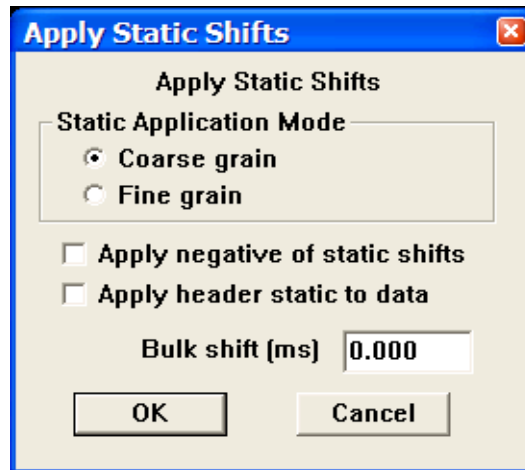 Apply Static Shifts
Apply Static Shifts
Static Application Mode
Coarse grain
Fine grain
Apply negative of static shifts
Apply header static to data
Bulk shift (ms) 0.000
OK Cancel